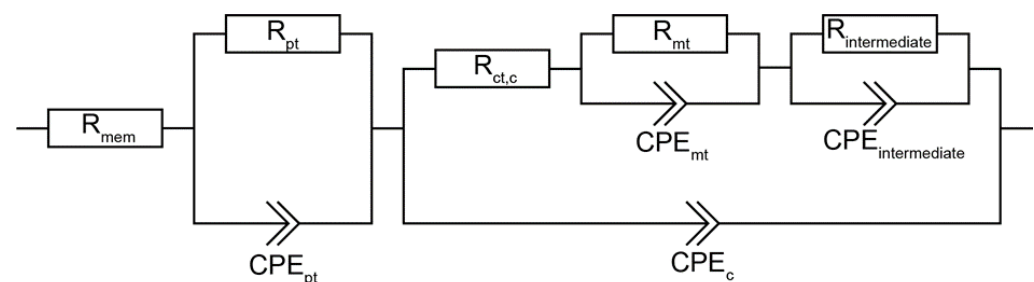 R_pt
R_mt
R_intermediate
R_ct,c
R_mem
CPE_mt
CPE_intermediate
CPE_pt
CPE_c